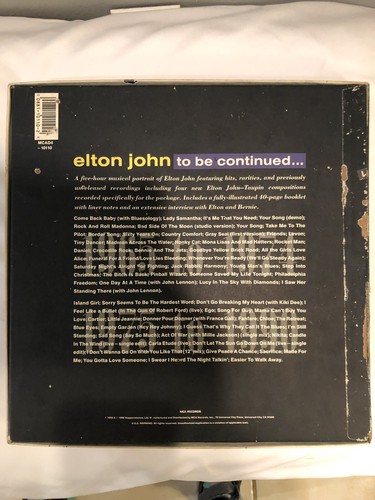 MCAD4
-10110
elton john to be continued...
A five-hour musical portrait of Elton John featuring hits, rarities, and previously
unreleased recordings including four new Elton John-Taupin compositions
recorded specifically for the package. Includes a fully-illustrated 40-page booklet
with liner notes and an extensive interview with Elton and Bernie.
Come Back Baby (with Bluesology); Lady Samantha; It's Me That You Need; Your Song (demo);
Rock And Roll Madonna; Bad Side Of The Moon (studio version); Your Song; Take Me To The
Pilot; Border Song; Sixty Years On; Country Comfort; Grey Seal (first version); Friends; Levon;
Tiny Dancer; Madman Across The Water; Honky Cat; Mona Lisas And Mad Hatters; Rocket Man;
Daniel; Crocodile Rock; Bennie And The Jets; Goodbye Yellow Brick Road; All the Girls Love
Alice; Funeral For A Friend/Love Lies Bleeding; Whenever You're Ready (We'll Go Steady Again);
Saturday Night's Alright for Fighting; Jack Rabbit; Harmony; Young Man's Blues; Step Into
Christmas; The Bitch Is Back; Pinball Wizard; Someone Saved My Life Tonight; Philadelphia
Freedom; One Day At A Time (with John Lennon); Lucy In The Sky With Diamonds; I Saw Her
Standing There (with John Lennon).
Island Girl; Sorry Seems To Be The Hardest Word; Don't Go Breaking My Heart (with Kiki Dee); I
Feel Like a Bullet (In The Gun Of Robert Ford) (live); Ego; Song For Guy; Mama Can't Buy You
Love; Cartier; Little Jeannie; Donner Pour Donner (with France Gall); Fanfare; Chloe; The Retreat;
Blue Eyes; Empty Garden (Hey Hey Johnny); I Guess That's Why They Call It The Blues; I'm Still
Standing; Sad Song (Say So Much); Act Of War (with Millie Jackson) (single mix); Nikita; Candle
In The Wind (live – single edit); Carla Etude (live); Don't Let The Sun Go Down On Me (live –
single edit); I Don't Wanna Go On With You Like That (12" mix); Give Peace A Chance; Sacrifice; Made For
Me; You Gotta Love Someone; I Swear I Heard The Night Talkin'; Easier To Walk Away.
MCA RECORDS